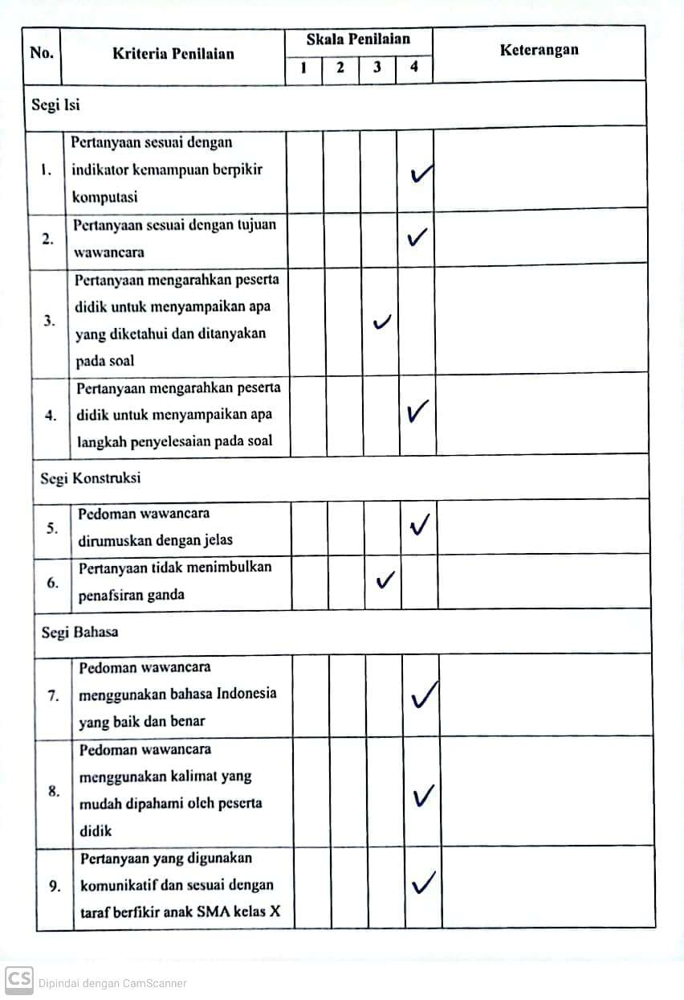 No. Kriteria Penilaian Skala Penilaian Keterangan
1 2 3 4
Segi Isi
Pertanyaan sesuai dengan
1. indikator kemampuan berpikir
komputasi
Pertanyaan sesuai dengan tujuan
2.
wawancara ✓
Pertanyaan mengarahkan peserta
didik untuk menyampaikan apa
3.
yang diketahui dan ditanyakan
pada soal
Pertanyaan mengarahkan peserta
4. didik untuk menyampaikan apa
langkah penyelesaian pada soal
Segi Konstruksi
Pedoman wawancara
5.
dirumuskan dengan jelas
Pertanyaan tidak menimbulkan
6.
penafsiran ganda
Segi Bahasa
Pedoman wawancara
7. menggunakan bahasa Indonesia
yang baik dan benar
Pedoman wawancara
menggunakan kalimat yang
8.
mudah dipahami oleh peserta
didik
Pertanyaan yang digunakan
9. komunikatif dan sesuai dengan
taraf berfikir anak SMA kelas X
CS Dipindai dengan CamScanner